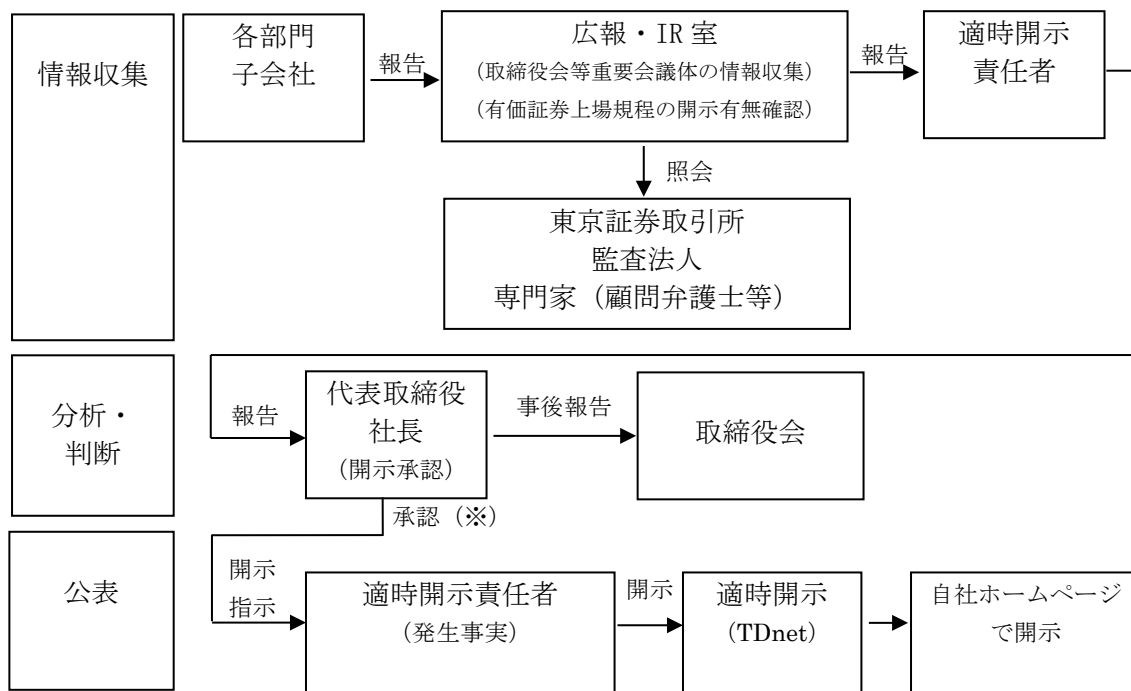 情報収集
各部門
子会社
報告
広報・IR 室
（取締役会等重要会議体の情報収集）
（有価証券上場規程の開示有無確認）
報告
適時開示
責任者
照会
東京証券取引所
監査法人
専門家（顧問弁護士等）
分析・
判断
報告
代表取締役
社長
（開示承認）
事後報告
取締役会
承認（※）
公表
開示
指示
適時開示責任者
（発生事実）
開示
適時開示
（TDnet）
自社ホームページ
で開示